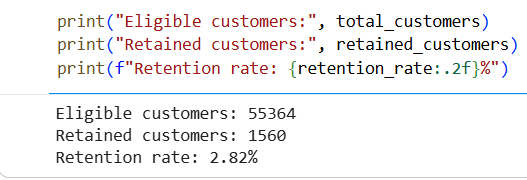 print("Eligible customers:", total_customers)
print("Retained customers:", retained_customers)
print(f"Retention rate: {retention_rate:.2f}%")
Eligible customers: 55364
Retained customers: 1560
Retention rate: 2.82%